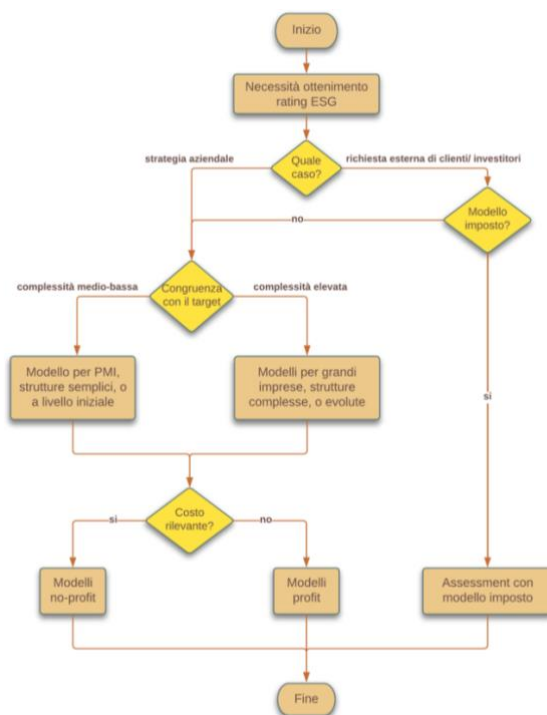 Inizio
Necessità ottenimento
rating ESG
strategia aziendale
Quale
caso?
richiesta esterna di clienti/ investitori
Modello
imposto?
no
complessità medio-bassa
Congruenza
con il target
complessità elevata
Modello per PMI,
strutture semplici, o
a livello iniziale
Modelli per grandi
imprese, strutture
complesse, o evolute
si
Costo
rilevante?
si
no
Modelli
no-profit
Modelli
profit
Assessment con
modello imposto
Fine